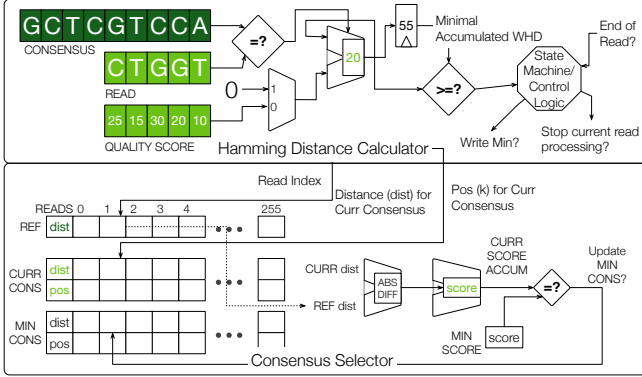 GCTCGTCCA
CONSENSUS
CTGGT
READ
0
25 15 30 20 10
QUALITY SCORE
=?
1
0
20
55
Minimal
Accumulated WHD
>=?
End of
Read?
State
Machine/
Control
Logic
Write Min?
Stop current read
processing?
Hamming Distance Calculator
Read Index
Distance (dist) for
Curr Consensus
Pos (k) for Curr
Consensus
READS 0 1 2 3 4 255
REF dist
CURR
CONS
dist
pos
MIN
CONS
dist
pos
CURR dist
REF dist
ABS
DIFF
score
CURR
SCORE
ACCUM
=?
Update
MIN
CONS?
MIN
SCORE
score
Consensus Selector